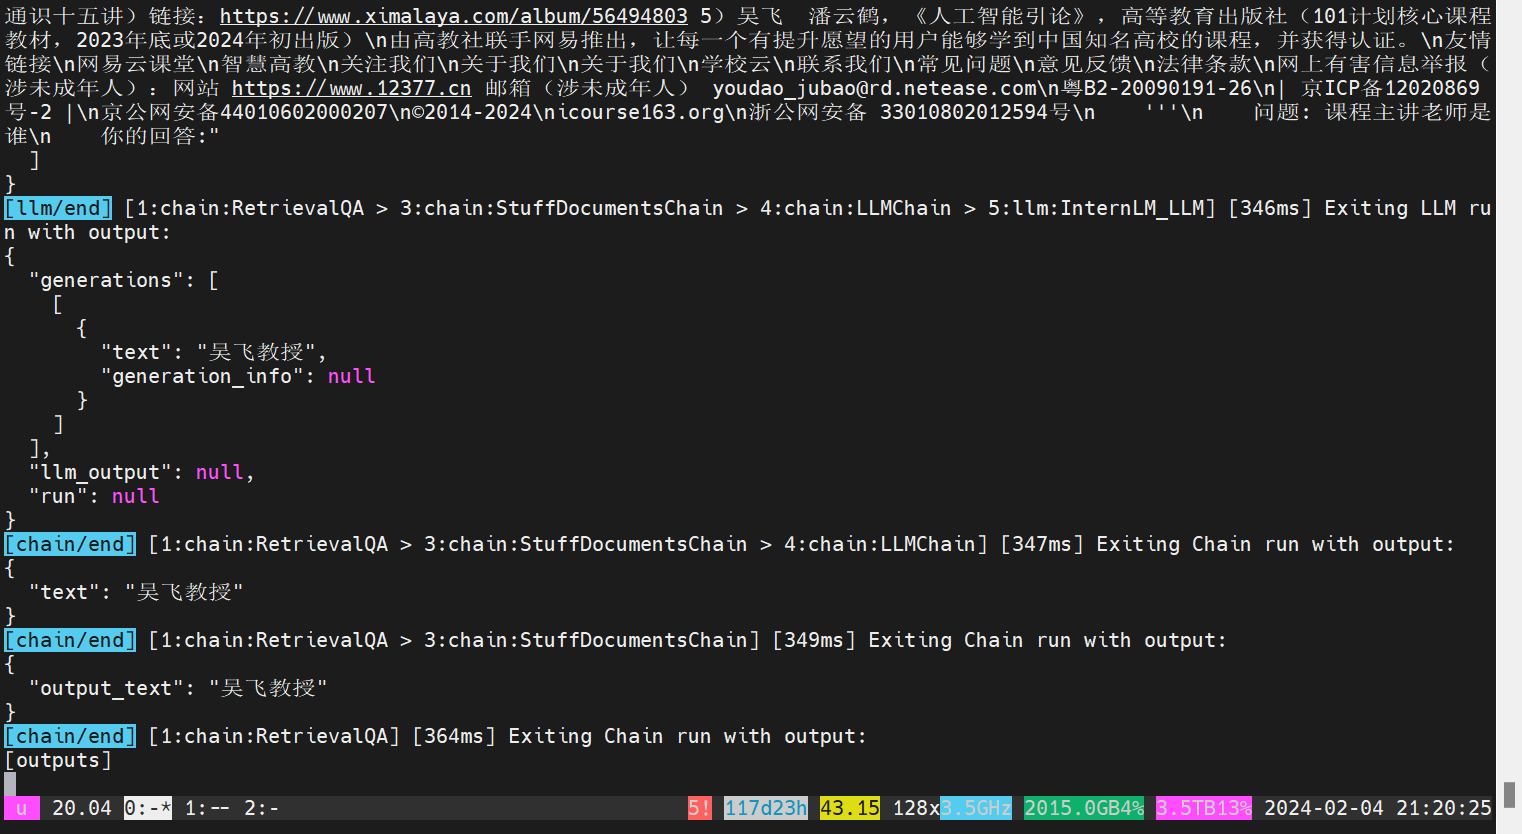 通识十五讲）链接：https://www.ximalaya.com/album/56494803 5）吴飞  潘云鹤，《人工智能引论》，高等教育出版社（101计划核心课程
教材，2023年底或2024年初出版）\n由高教社联手网易推出，让每一个有提升愿望的用户能够学到中国知名高校的课程，并获得认证。\n友情
链接\n网易云课堂\n智慧高教\n关注我们\n关于我们\n关于我们\n学校云\n联系我们\n常见问题\n意见反馈\n法律条款\n网上有害信息举报（
涉未成年人）：网站 https://www.12377.cn 邮箱（涉未成年人） youdao_jubao@rd.netease.com\n粤B2-20090191-26\n| 京ICP备12020869
号-2 |\n京公网安备44010602000207\n©2014-2024\nicourse163.org\n浙公网安备 33010802012594号\n    '''\n    问题: 课程主讲老师是
谁\n    你的回答:"
  ]
}
[llm/end] [1:chain:RetrievalQA > 3:chain:StuffDocumentsChain > 4:chain:LLMChain > 5:llm:InternLM_LLM] [346ms] Exiting LLM ru
n with output:
{
  "generations": [
    [
      {
        "text": "吴飞教授",
        "generation_info": null
      }
    ]
  ],
  "llm_output": null,
  "run": null
}
[chain/end] [1:chain:RetrievalQA > 3:chain:StuffDocumentsChain > 4:chain:LLMChain] [347ms] Exiting Chain run with output:
{
  "text": "吴飞教授"
}
[chain/end] [1:chain:RetrievalQA > 3:chain:StuffDocumentsChain] [349ms] Exiting Chain run with output:
{
  "output_text": "吴飞教授"
}
[chain/end] [1:chain:RetrievalQA] [364ms] Exiting Chain run with output:
[outputs]
u  20.04 0:-* 1:-- 2:- 5! 117d23h 43.15 128x3.5GHz 2015.0GB4% 3.5TB13% 2024-02-04 21:20:25